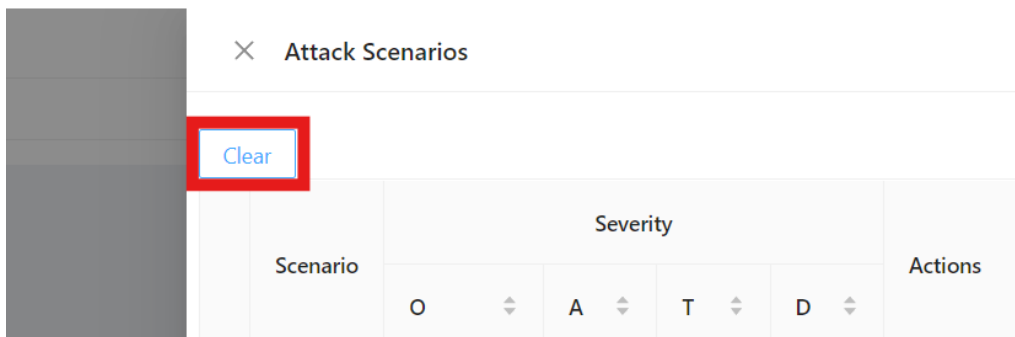 Attack Scenarios
Clear
Severity
Scenario
Actions
O A T D